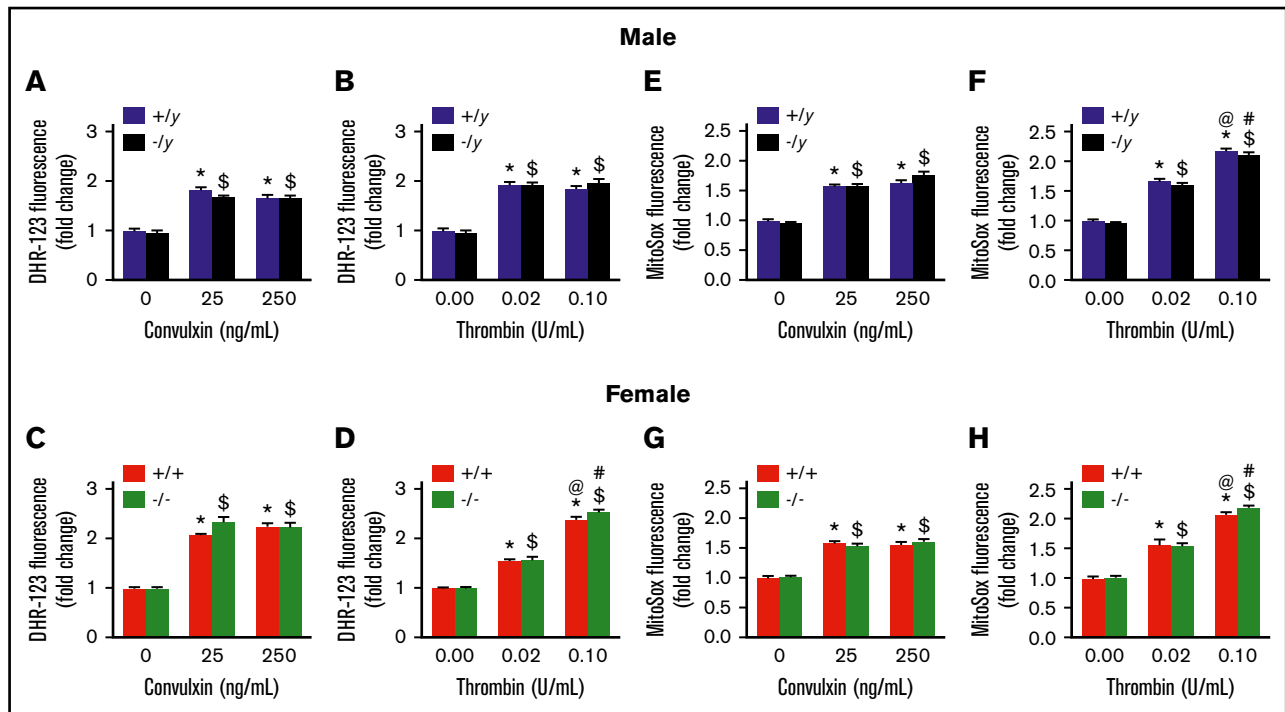 Male
A
+/y
-/y
DHR-123 fluorescence
(fold change)
3
2
1
0
* $ * $
0 25 250
Convulxin (ng/mL)
B
+/y
-/y
DHR-123 fluorescence
(fold change)
3
2
1
0
* $ * $
0.00 0.02 0.10
Thrombin (U/mL)
E
+/y
-/y
MitoSox fluorescence
(fold change)
2.5
2.0
1.5
1.0
0.5
0.0
* $ * $
0 25 250
Convulxin (ng/mL)
F
+/y
-/y
MitoSox fluorescence
(fold change)
2.5
2.0
1.5
1.0
0.5
0.0
@ #
* $ * $
0.00 0.02 0.10
Thrombin (U/mL)
Female
C
+/+
-/-
DHR-123 fluorescence
(fold change)
3
2
1
0
* $ * $
0 25 250
Convulxin (ng/mL)
D
+/+
-/-
DHR-123 fluorescence
(fold change)
3
2
1
0
@ #
* $ * $
0.00 0.02 0.10
Thrombin (U/mL)
G
+/+
-/-
MitoSox fluorescence
(fold change)
2.5
2.0
1.5
1.0
0.5
0.0
* $ * $
0 25 250
Convulxin (ng/mL)
H
+/+
-/-
MitoSox fluorescence
(fold change)
2.5
2.0
1.5
1.0
0.5
0.0
@ #
* $ * $
0.00 0.02 0.10
Thrombin (U/mL)